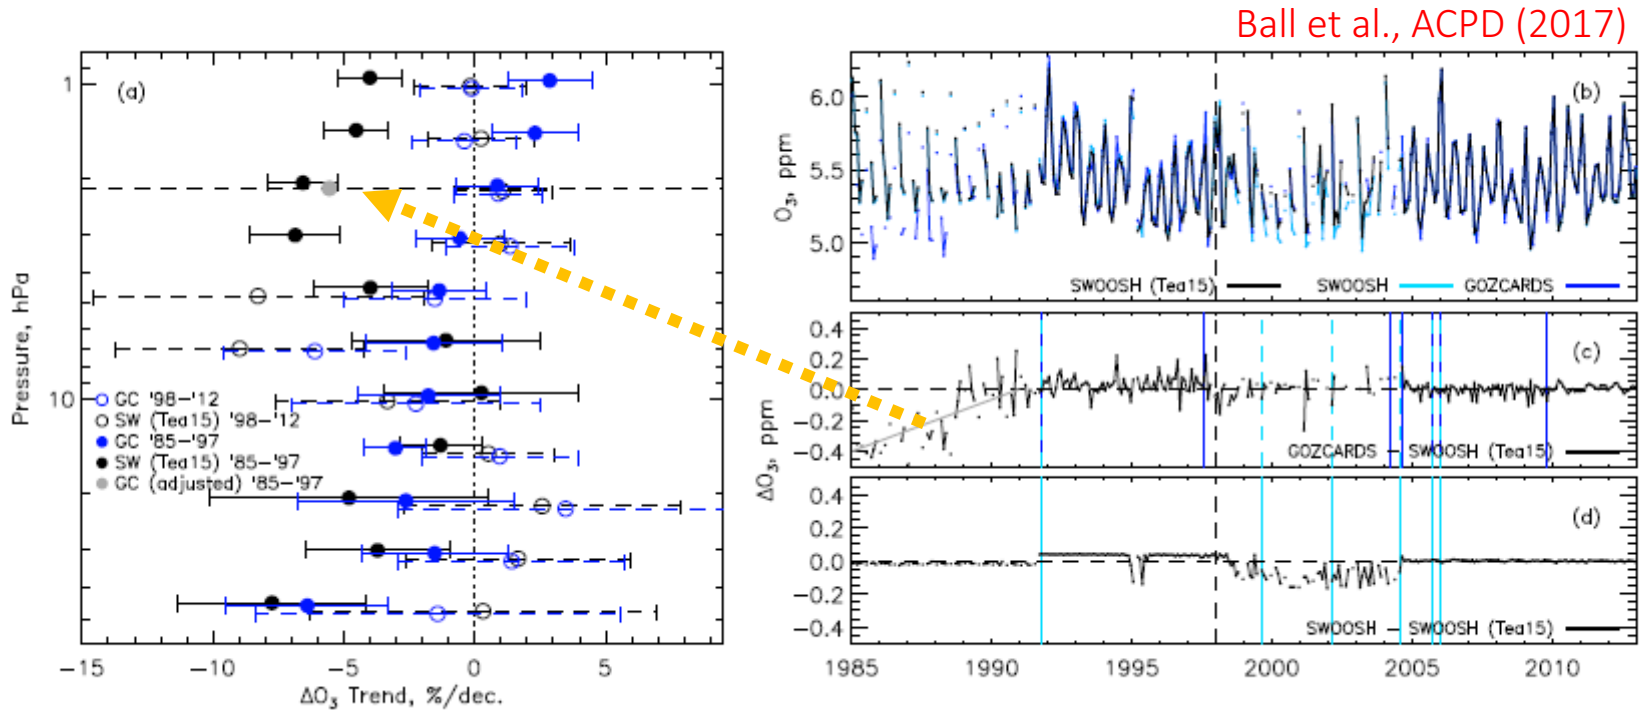 Ball et al., ACPD (2017)
(a)
1
10
Pressure, hPa
GC '98–'12
SW (Tea15) '98–'12
GC '85–'97
SW (Tea15) '85–'97
GC (adjusted) '85–'97
−15 −10 −5 0 5
ΔO₃ Trend, %/dec.
(b)
6.0
5.5
5.0
O₃, ppm
SWOOSH (Tea15) SWOOSH GOZCARDS
(c)
0.4
0.2
0.0
−0.2
−0.4
GOZCARDS − SWOOSH (Tea15)
ΔO₃, ppm
(d)
0.4
0.2
0.0
−0.2
−0.4
SWOOSH − SWOOSH (Tea15)
1985 1990 1995 2000 2005 2010